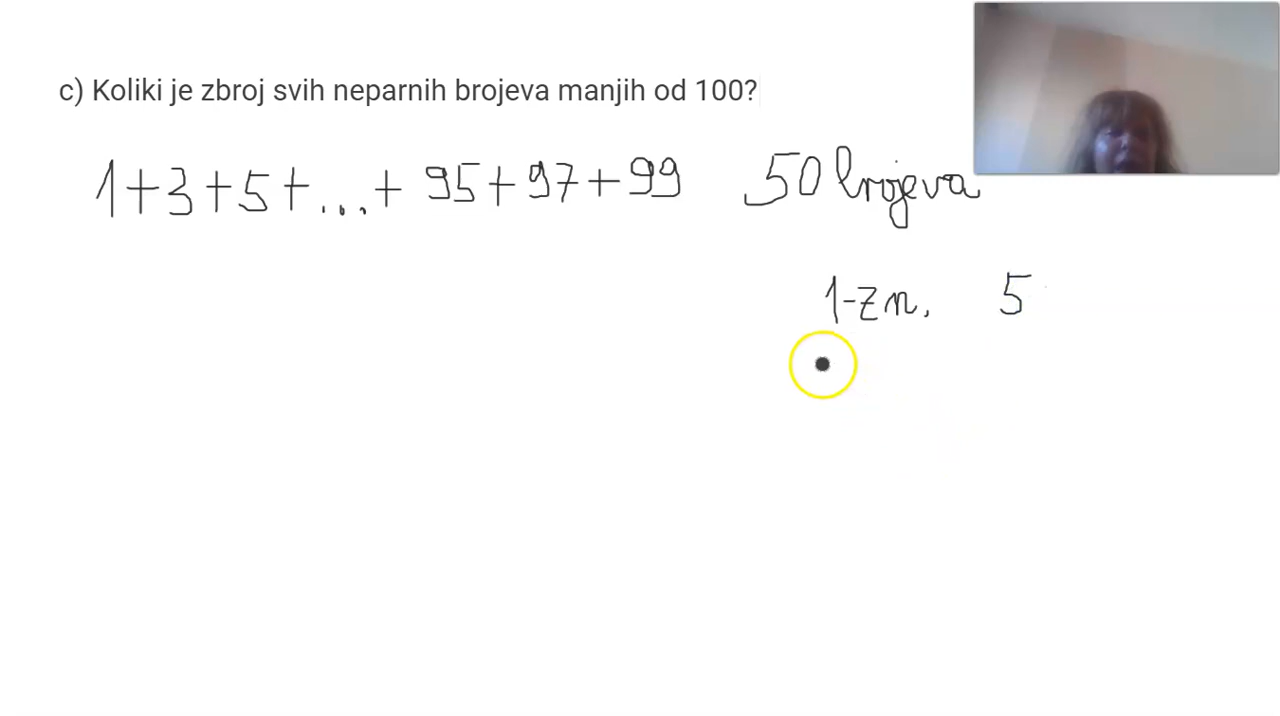 c) Koliki je zbroj svih neparnih brojeva manjih od 100?
1+3+5+...+ 95+97+99 50 brojeva
1-zn. 5